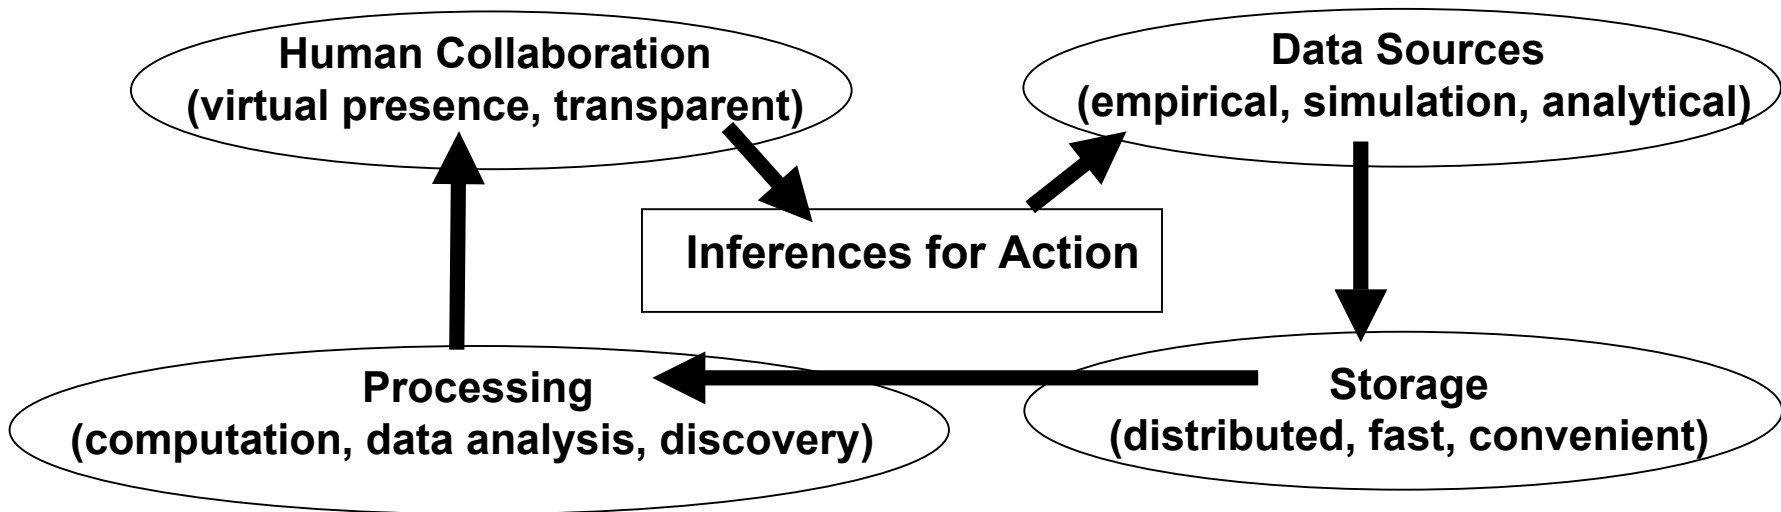 Human Collaboration
(virtual presence, transparent)
Data Sources
(empirical, simulation, analytical)
Inferences for Action
Processing
(computation, data analysis, discovery)
Storage
(distributed, fast, convenient)